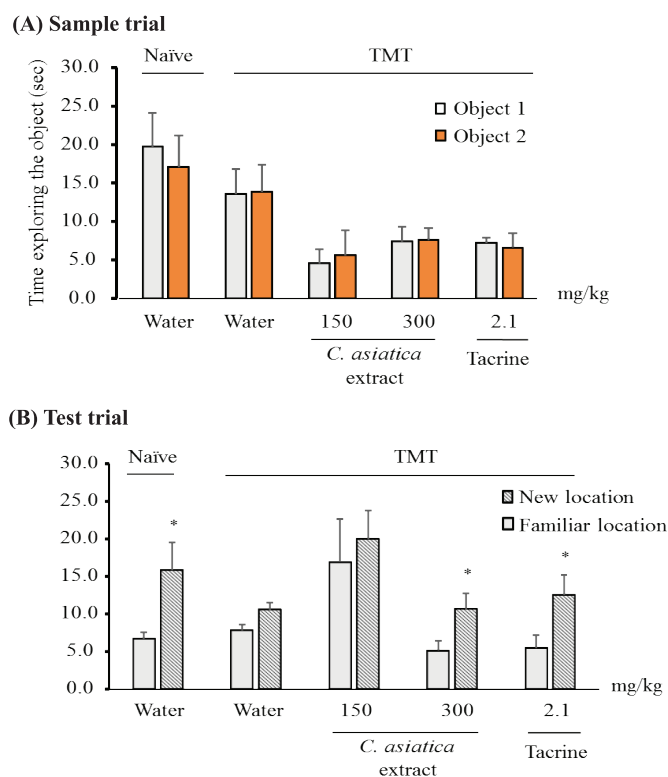 (A) Sample trial
Naïve TMT
Time exploring the object (sec)
30.0
25.0
20.0
15.0
10.0
5.0
0.0
Object 1
Object 2
mg/kg
Water Water 150 300 2.1
C. asiatica
extract
Tacrine
(B) Test trial
Naïve TMT
30.0
25.0
20.0
15.0
10.0
5.0
0.0
New location
Familiar location
* * *
mg/kg
Water Water 150 300 2.1
C. asiatica
extract
Tacrine